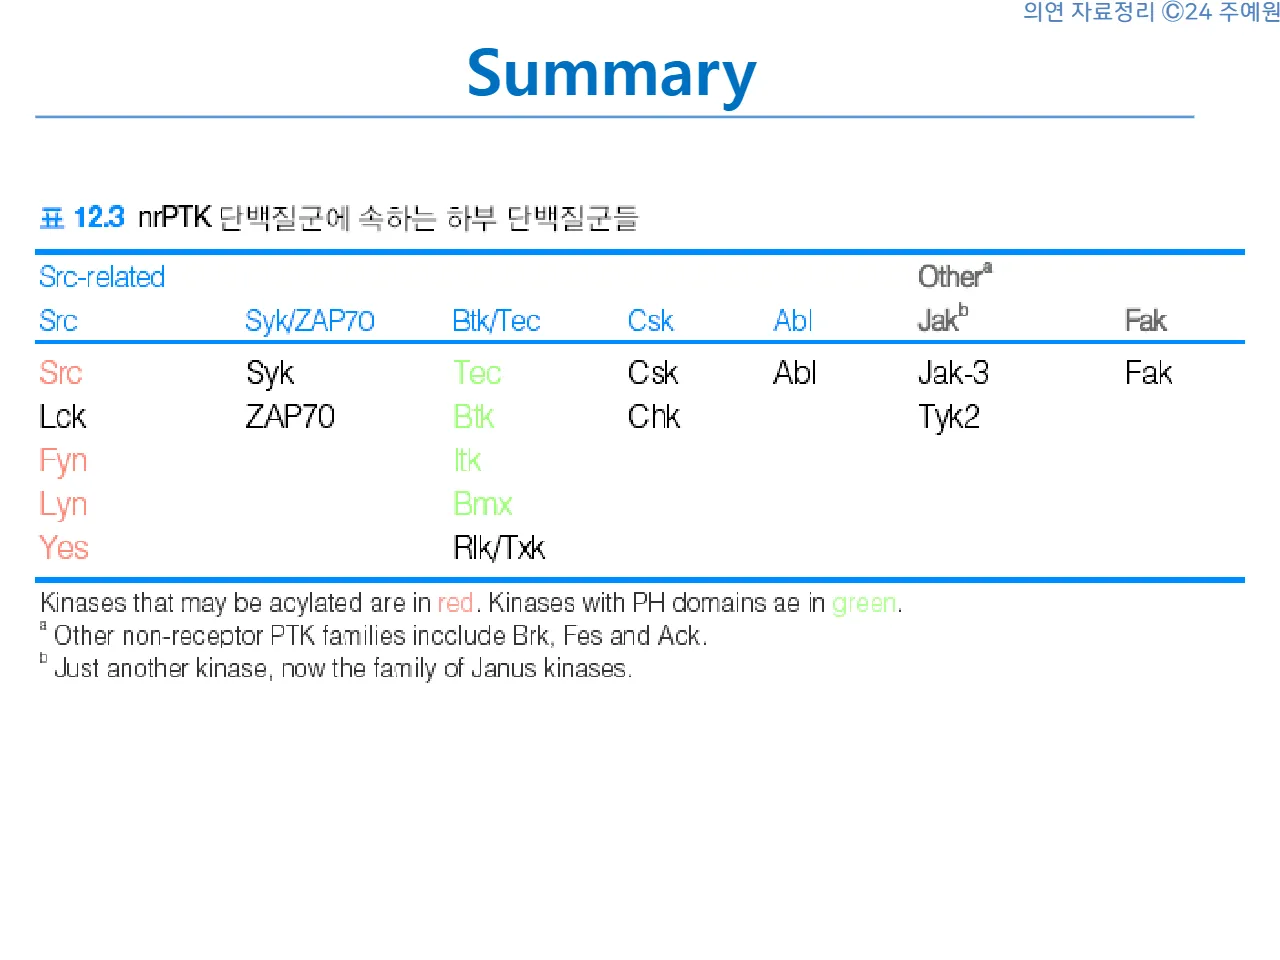 의연 자료정리 Ⓒ24 주예원
Summary
표 12.3 nrPTK 단백질군에 속하는 하부 단백질군들
Src-related Otherᵃ
Src Syk/ZAP70 Btk/Tec Csk Abl Jakᵇ Fak
Src Syk Tec Csk Abl Jak-3 Fak
Lck ZAP70 Btk Chk Tyk2
Fyn Itk
Lyn Bmx
Yes Rlk/Txk
Kinases that may be acylated are in red. Kinases with PH domains ae in green.
ᵃ Other non-receptor PTK families incclude Brk, Fes and Ack.
ᵇ Just another kinase, now the family of Janus kinases.